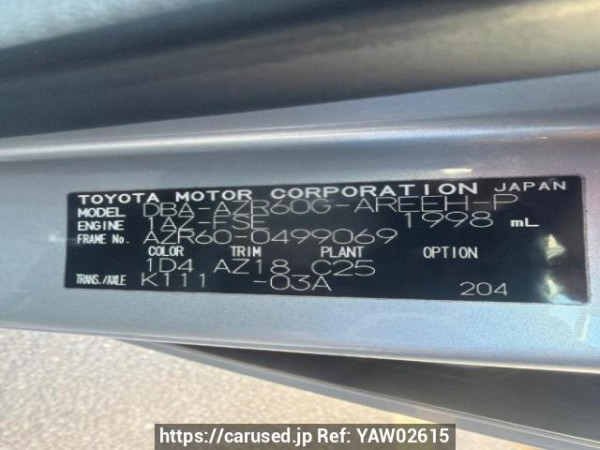 TOYOTA MOTOR CORPORATION JAPAN
MODEL DBA-AZR60G-AREEH-P
ENGINE 1AZ-FSE 1998 mL
FRAME No. AZR60-0499069
COLOR TRIM PLANT OPTION
1D4 AZ18 C25
TRANS./AXLE K111 -03A 204
https://carused.jp Ref: YAW02615